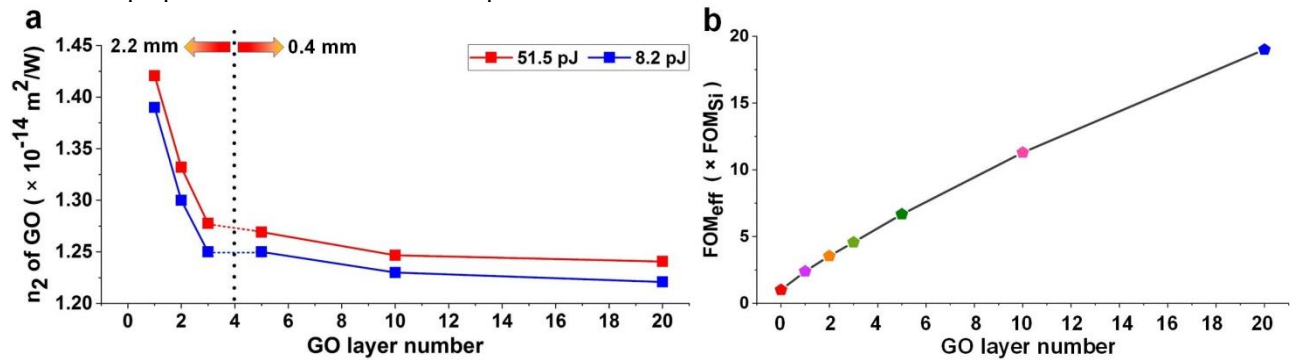 a
1.45
1.40
1.35
1.30
1.25
1.20
n2 of GO ( × 10-14 m2/W)
2.2 mm
0.4 mm
51.5 pJ
8.2 pJ
0 2 4 6 8 10 12 14 16 18 20
GO layer number
b
20
15
10
5
0
FOMeff ( × FOMSi)
0 2 4 6 8 10 12 14 16 18 20
GO layer number